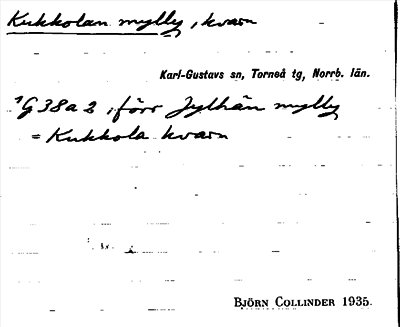 Kukkolan mylly, kvarn
Karl-Gustavs sn, Torneå tg, Norrb. län.
G 38 a 2, förr Jylhän mylly
= Kukkola kvarn
Björn Collinder 1935.